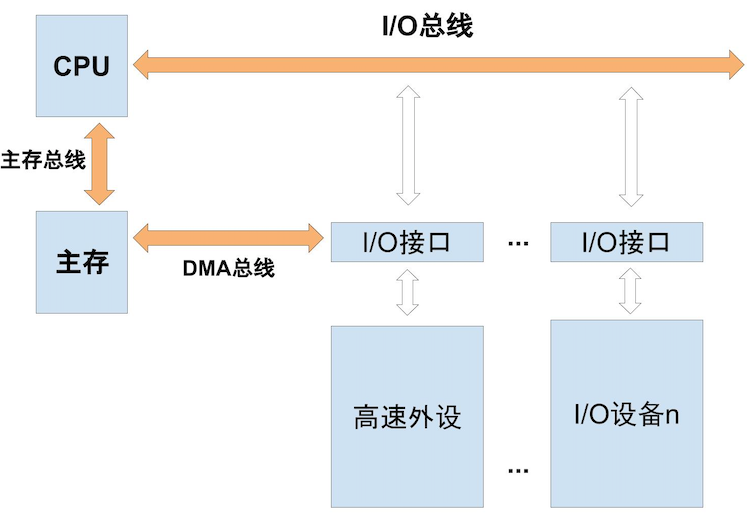 I/O总线
CPU
主存总线
主存
DMA总线
I/O接口
...
I/O接口
高速外设
I/O设备n
...